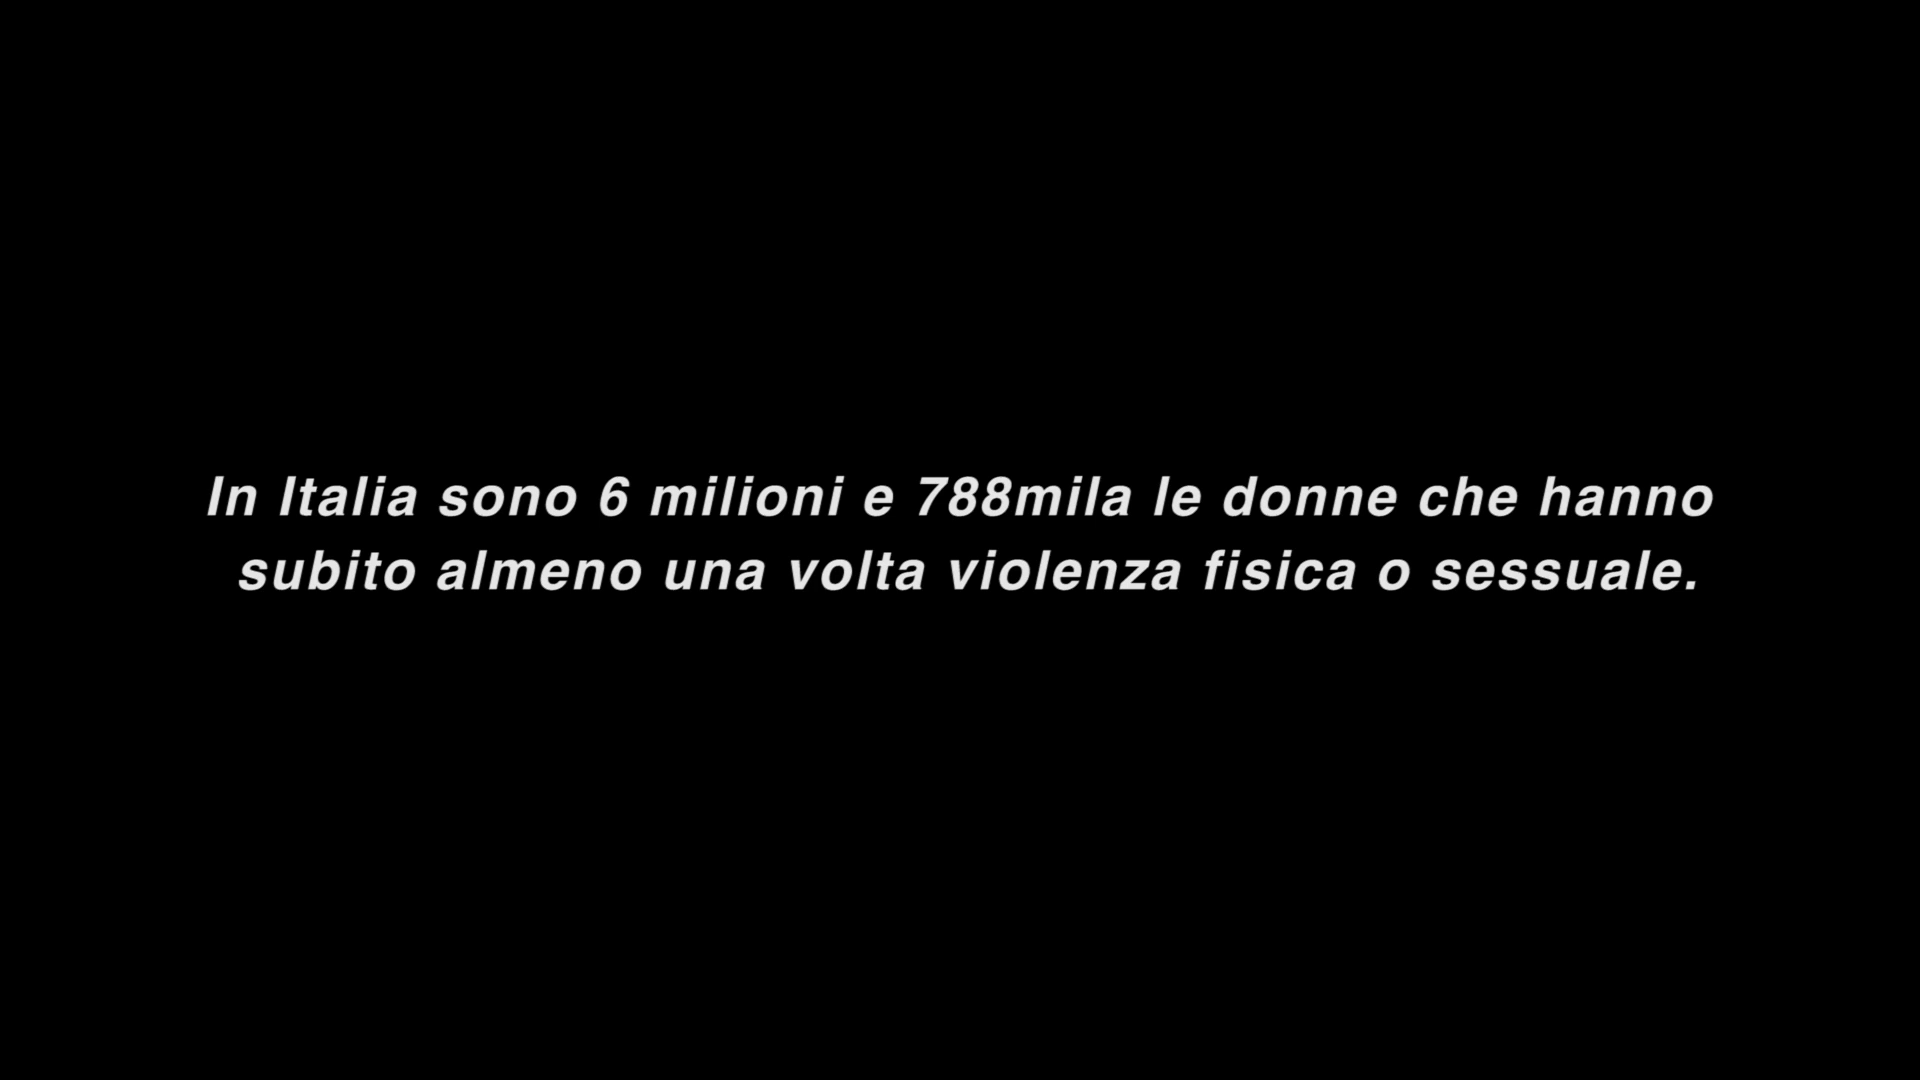 In Italia sono 6 milioni e 788mila le donne che hanno
subito almeno una volta violenza fisica o sessuale.